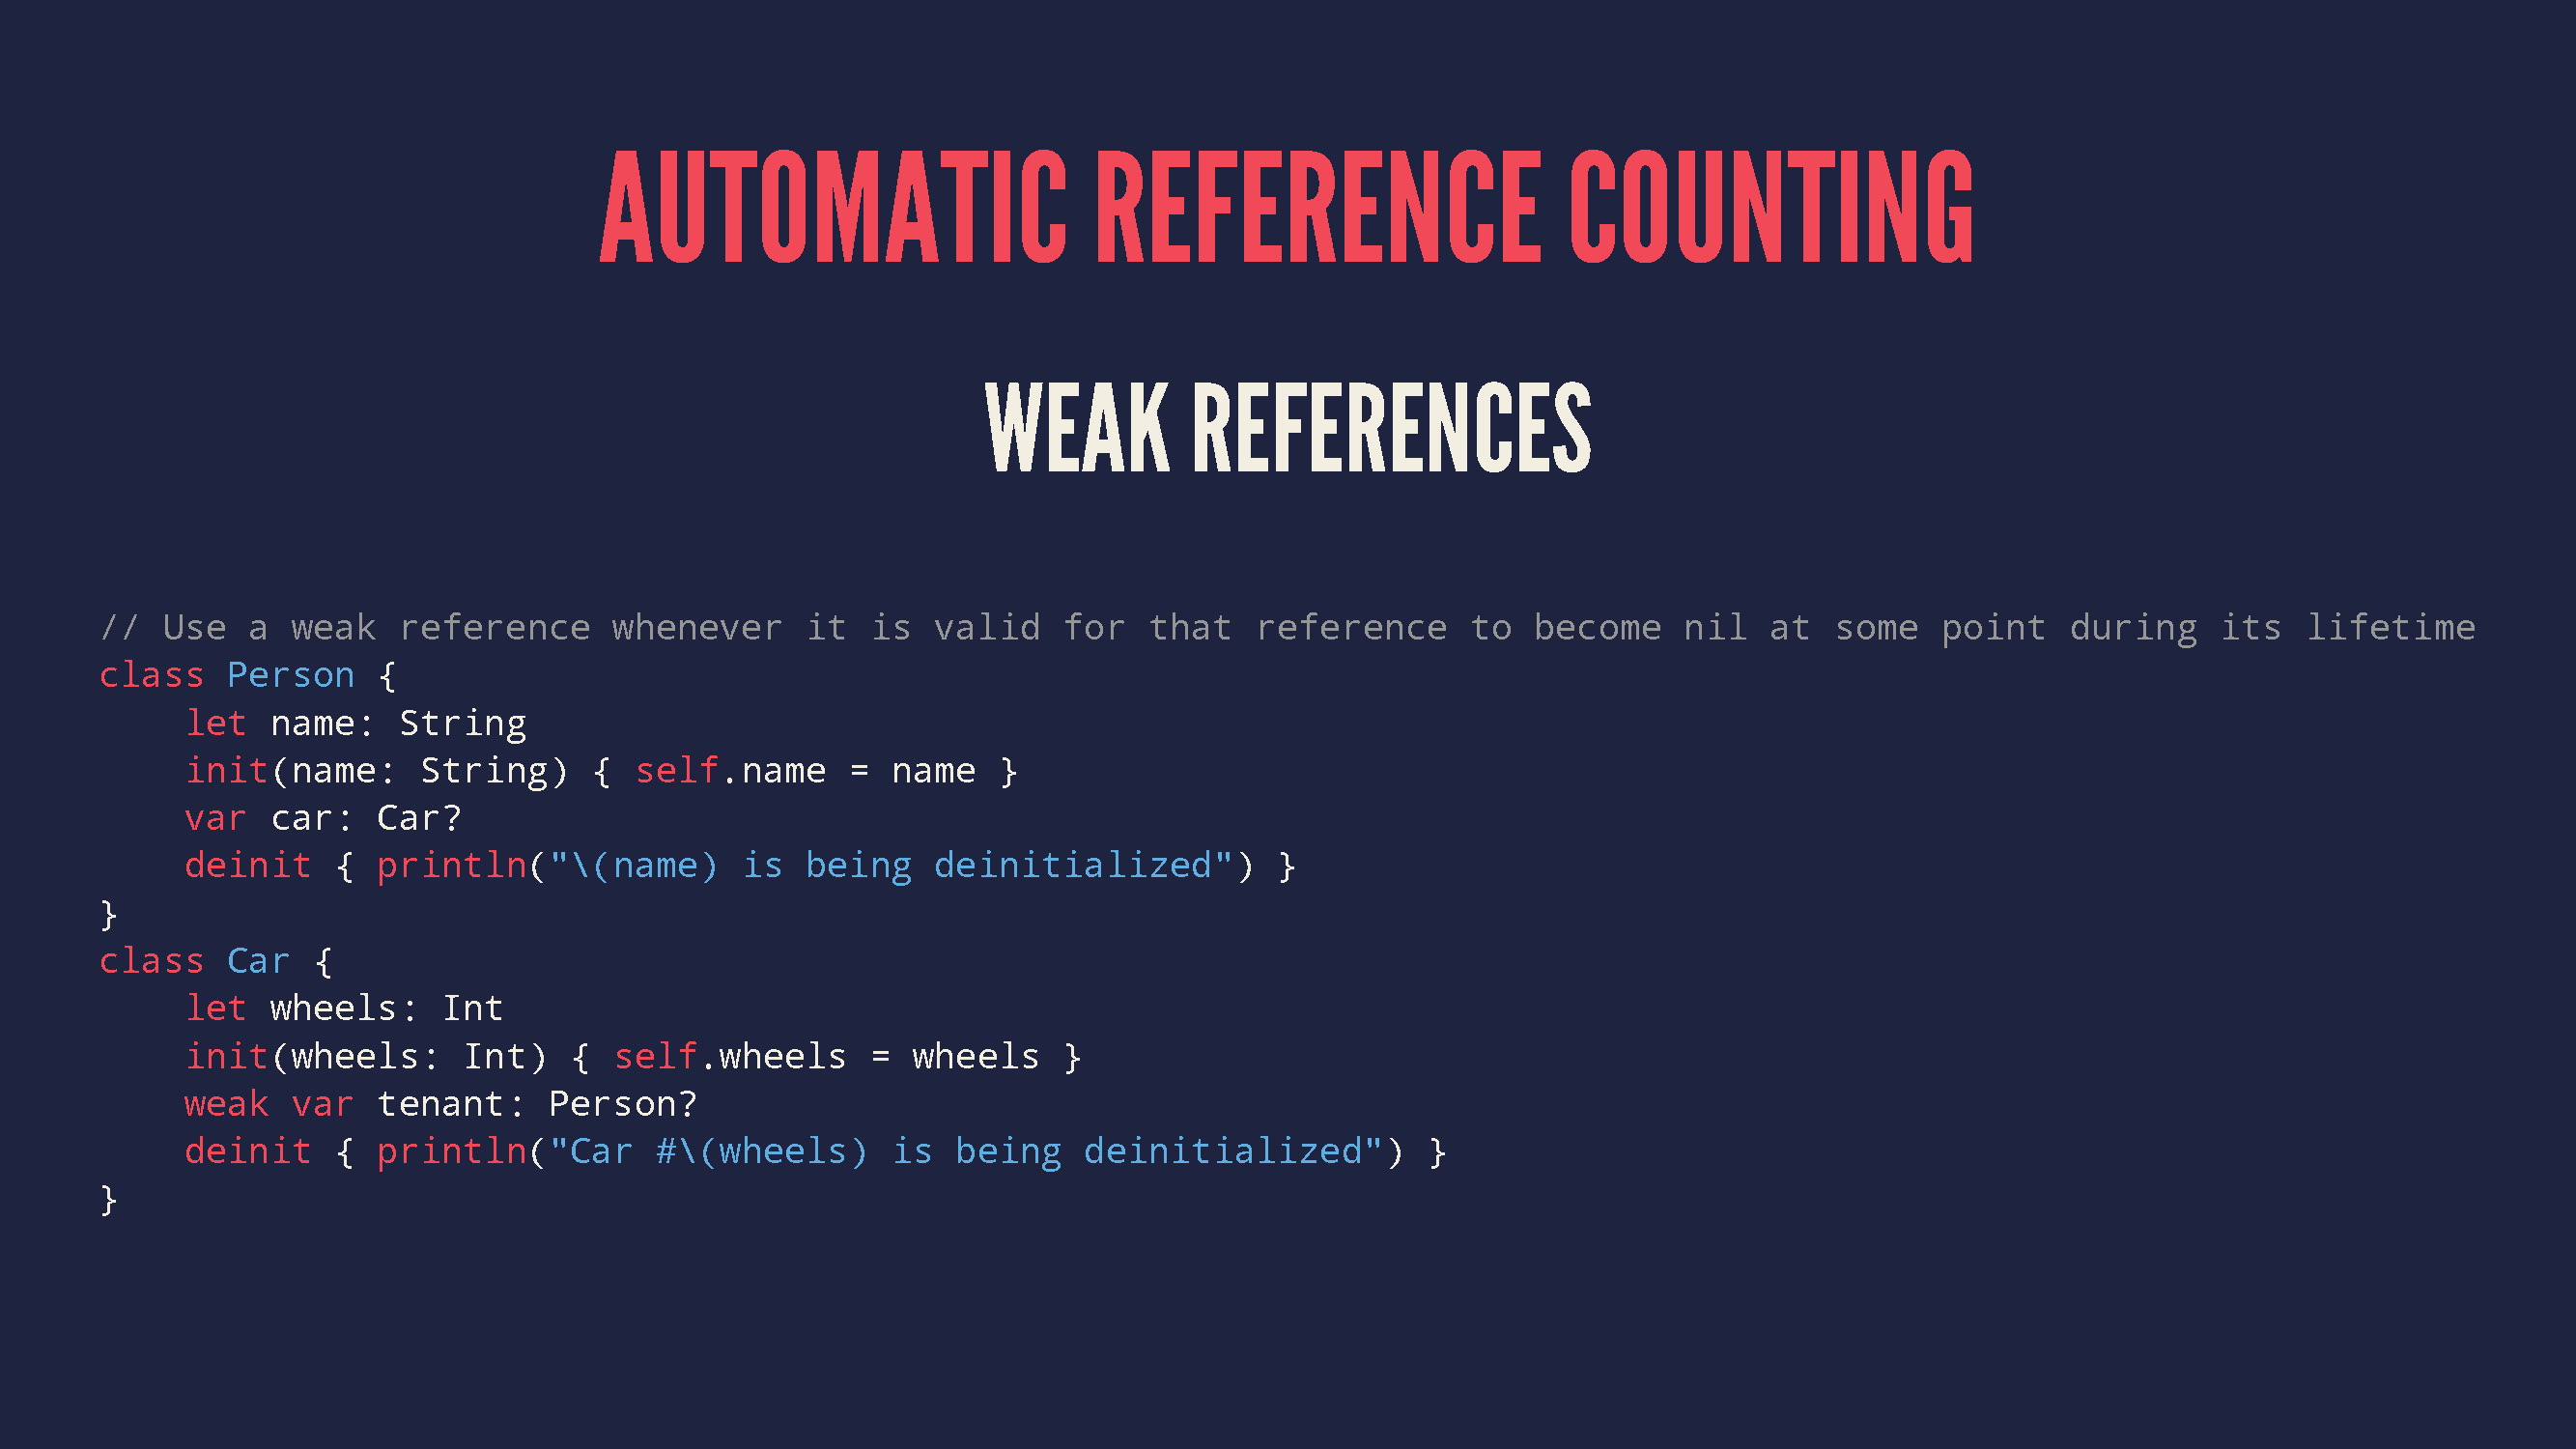 AUTOMATIC REFERENCE COUNTING
WEAK REFERENCES
// Use a weak reference whenever it is valid for that reference to become nil at some point during its lifetime
class Person {
    let name: String
    init(name: String) { self.name = name }
    var car: Car?
    deinit { println("\(name) is being deinitialized") }
}
class Car {
    let wheels: Int
    init(wheels: Int) { self.wheels = wheels }
    weak var tenant: Person?
    deinit { println("Car #\(wheels) is being deinitialized") }
}